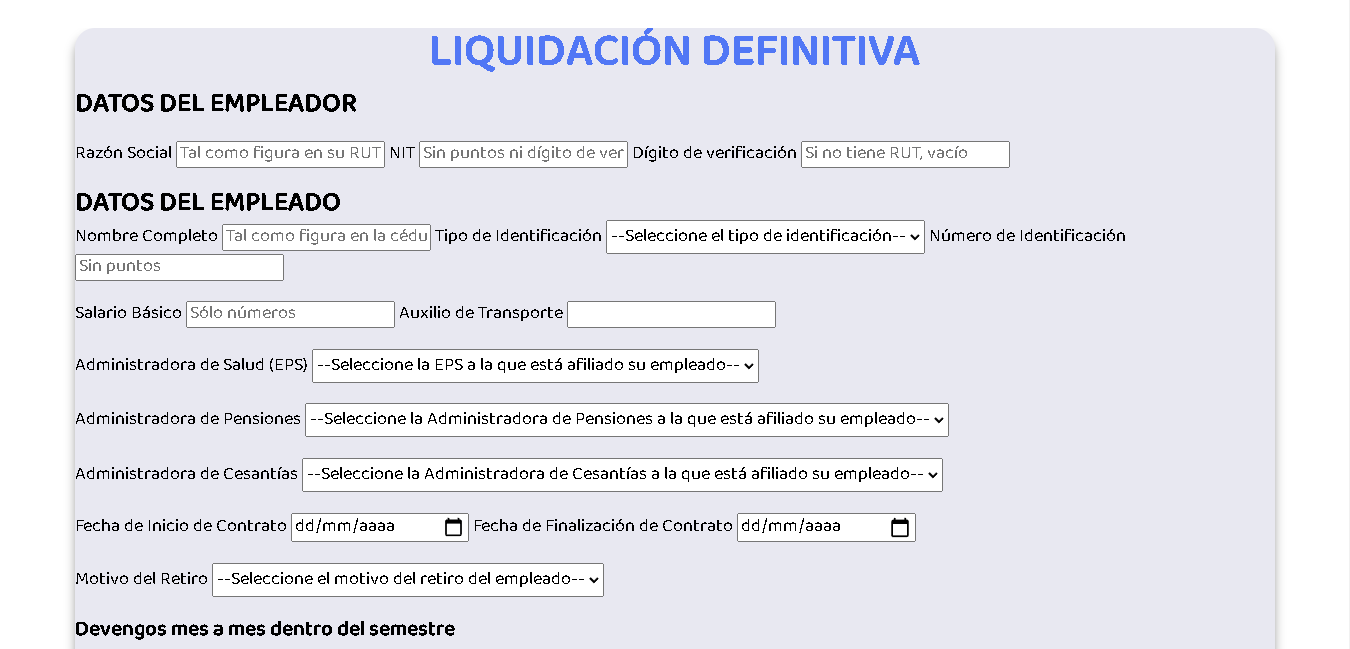 LIQUIDACIÓN DEFINITIVA
DATOS DEL EMPLEADOR
Razón Social Tal como figura en su RUT NIT Sin puntos ni dígito de ver Dígito de verificación Si no tiene RUT, vacío
DATOS DEL EMPLEADO
Nombre Completo Tal como figura en la cédu Tipo de Identificación --Seleccione el tipo de identificación-- Número de Identificación
Sin puntos
Salario Básico Sólo números Auxilio de Transporte
Administradora de Salud (EPS) --Seleccione la EPS a la que está afiliado su empleado--
Administradora de Pensiones --Seleccione la Administradora de Pensiones a la que está afiliado su empleado--
Administradora de Cesantías --Seleccione la Administradora de Cesantías a la que está afiliado su empleado--
Fecha de Inicio de Contrato dd/mm/aaaa Fecha de Finalización de Contrato dd/mm/aaaa
Motivo del Retiro --Seleccione el motivo del retiro del empleado--
Devengos mes a mes dentro del semestre